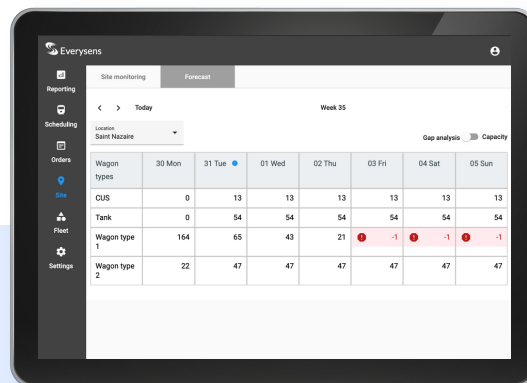 Everysens
Reporting
Scheduling
Orders
Site
Fleet
Settings
Site monitoring Forecast
Today Week 35
Location
Saint Nazaire
Gap analysis Capacity
Wagon types 30 Mon 31 Tue 01 Wed 02 Thu 03 Fri 04 Sat 05 Sun
CUS 0 13 13 13 13 13 13
Tank 0 54 54 54 54 54 54
Wagon type 1 164 65 43 21 ! -1 ! -1 ! -1
Wagon type 2 22 47 47 47 47 47 47